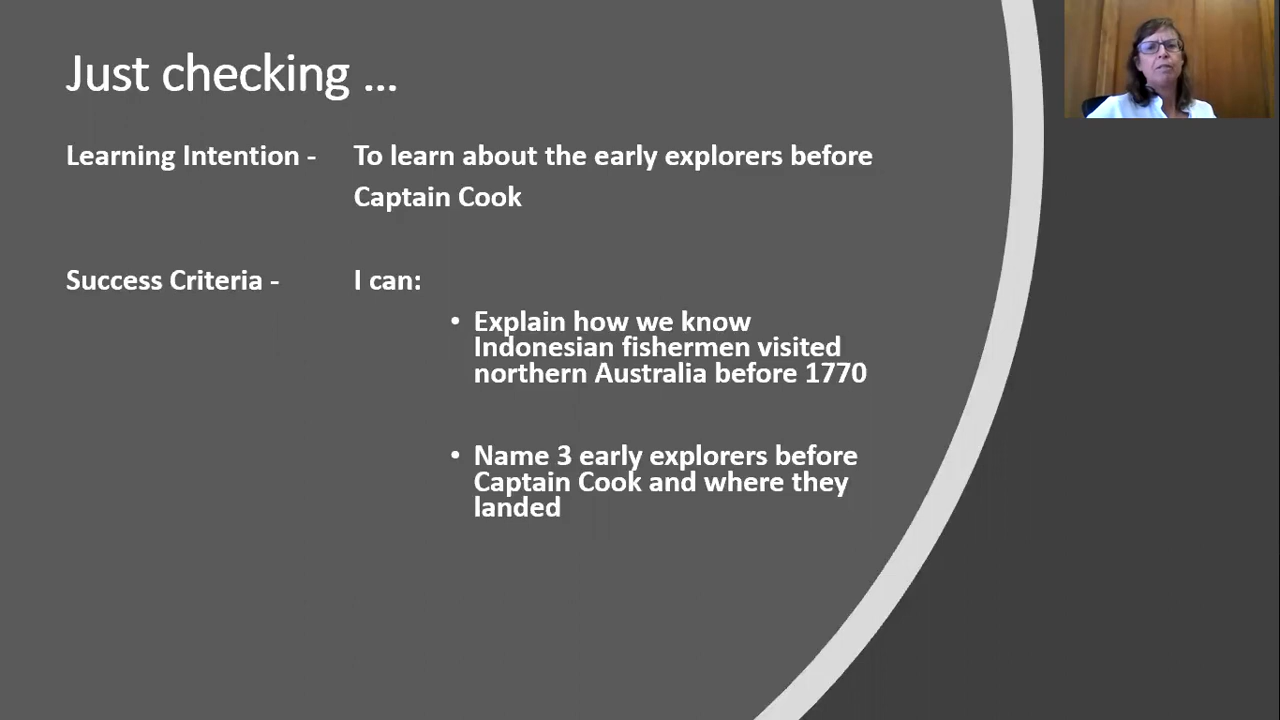 Just checking ...
Learning Intention - To learn about the early explorers before
Captain Cook
Success Criteria - I can:
• Explain how we know
Indonesian fishermen visited
northern Australia before 1770
• Name 3 early explorers before
Captain Cook and where they
landed